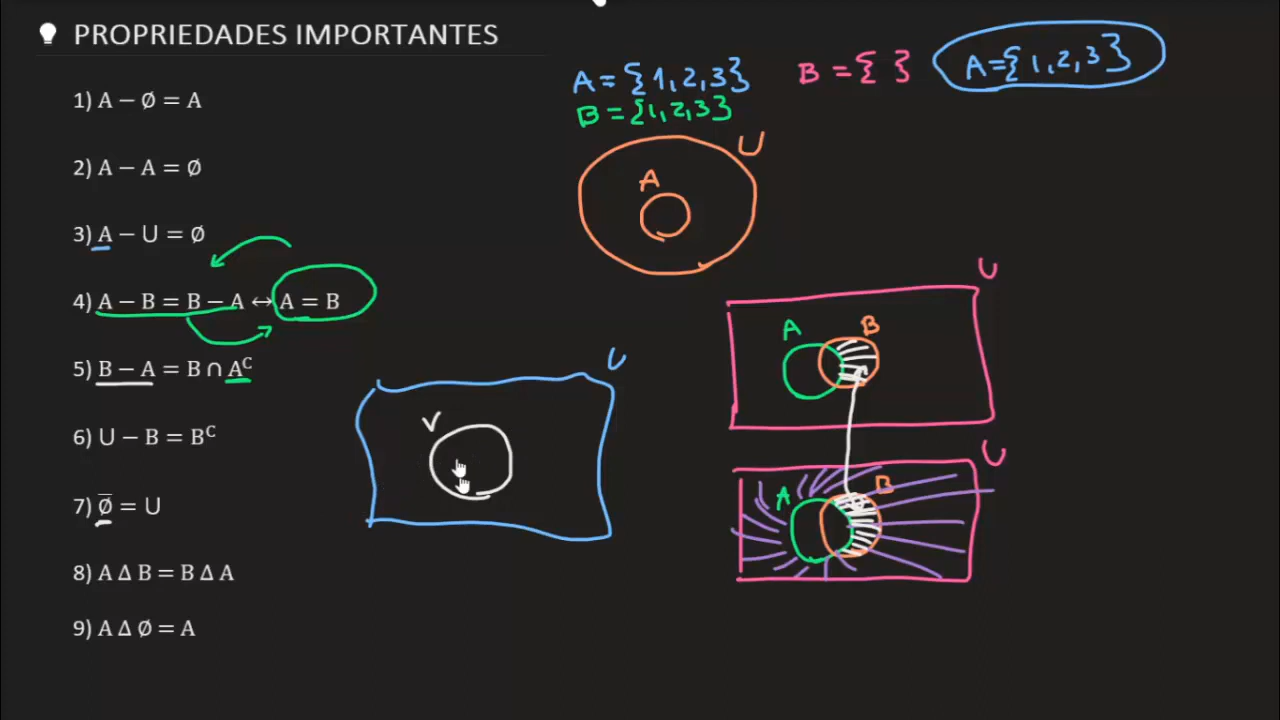 PROPRIEDADES IMPORTANTES
A={1,2,3} B={ } A={1,2,3}
B={1,2,3}
1) A − Ø = A
U
2) A − A = Ø
A
3) A − U = Ø
4) A − B = B − A ↔ A = B
U
A B
5) B − A = B ∩ Aᶜ
U
V
6) U − B = Bᶜ
U
7) Ø̅ = U
A B
8) A Δ B = B Δ A
9) A Δ Ø = A